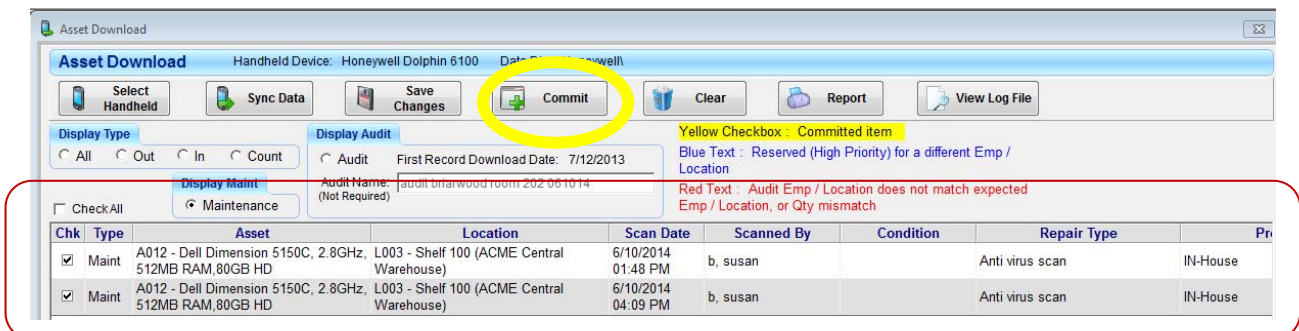 Asset Download
Asset Download Handheld Device: Honeywell Dolphin 6100
Select Handheld Sync Data Save Changes Commit Clear Report View Log File
Display Type
All Out In Count
Display Audit
Audit First Record Download Date: 7/12/2013
Audit Name: audit briarwood room 202 061014
(Not Required)
Display Maint
Maintenance
Check All
Yellow Checkbox : Committed item
Blue Text : Reserved (High Priority) for a different Emp /
Location
Red Text : Audit Emp / Location does not match expected
Emp / Location, or Qty mismatch
Chk Type Asset Location Scan Date Scanned By Condition Repair Type
Maint A012 - Dell Dimension 5150C, 2.8GHz, 512MB RAM,80GB HD L003 - Shelf 100 (ACME Central Warehouse) 6/10/2014 01:48 PM b, susan Anti virus scan IN-House
Maint A012 - Dell Dimension 5150C, 2.8GHz, 512MB RAM,80GB HD L003 - Shelf 100 (ACME Central Warehouse) 6/10/2014 04:09 PM b, susan Anti virus scan IN-House